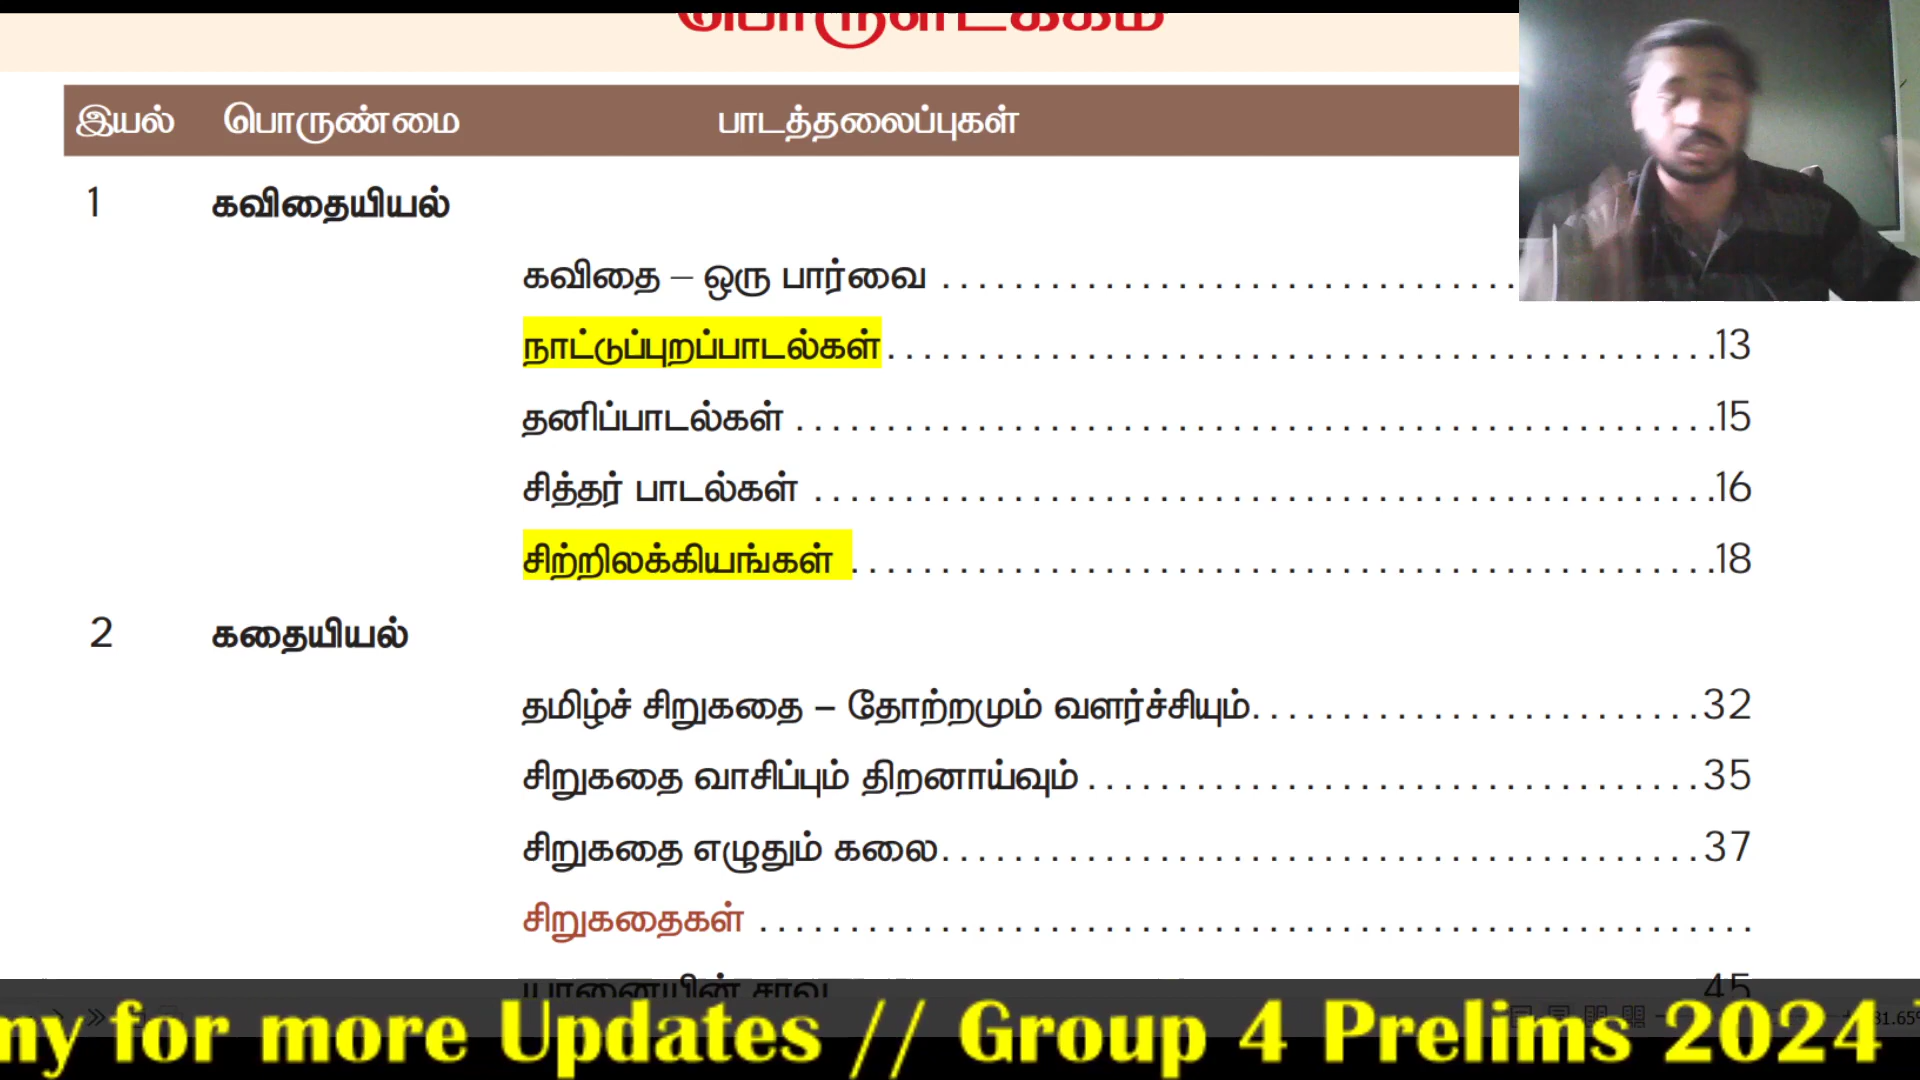 பொருளடக்கம்
இயல் பொருண்மை பாடத்தலைப்புகள்
1 கவிதையியல்
கவிதை – ஒரு பார்வை
நாட்டுப்புறப்பாடல்கள் 13
தனிப்பாடல்கள் 15
சித்தர் பாடல்கள் 16
சிற்றிலக்கியங்கள் 18
2 கதையியல்
தமிழ்ச் சிறுகதை – தோற்றமும் வளர்ச்சியும் 32
சிறுகதை வாசிப்பும் திறனாய்வும் 35
சிறுகதை எழுதும் கலை 37
சிறுகதைகள்
யானையின் சாவு 45
my for more Updates // Group 4 Prelims 2024